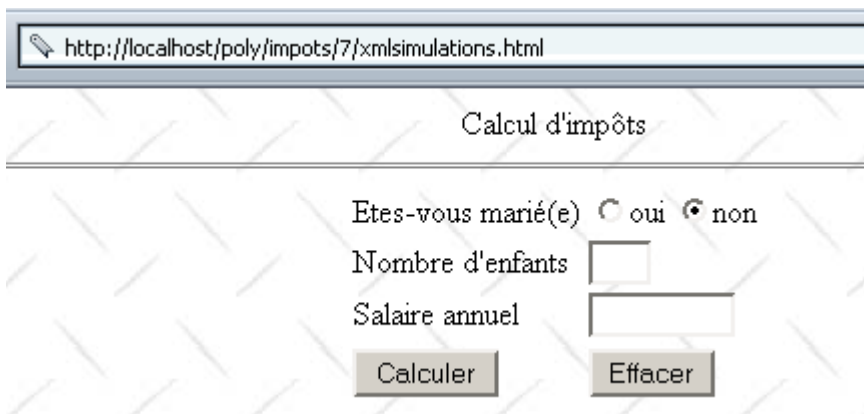 http://localhost/poly/impots/7/xmlsimulations.html
Calcul d'impôts
Etes-vous marié(e) oui non
Nombre d'enfants
Salaire annuel
Calculer Effacer